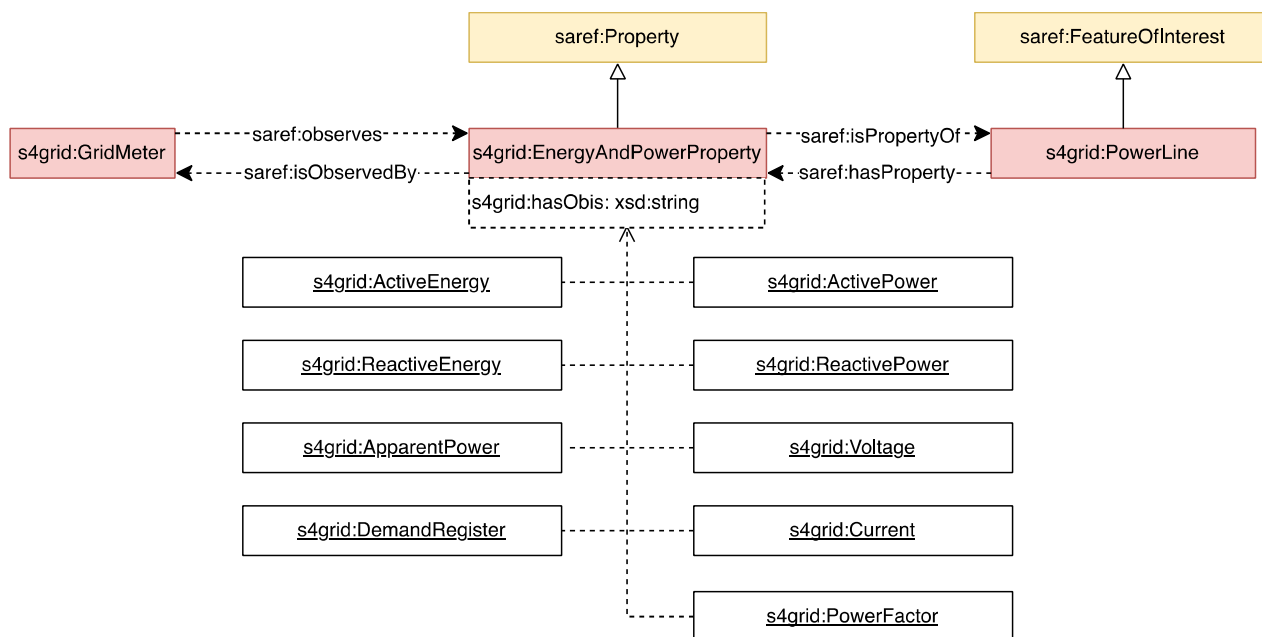 saref:Property
saref:FeatureOfInterest
s4grid:GridMeter
saref:observes
saref:isObservedBy
s4grid:EnergyAndPowerProperty
saref:isPropertyOf
saref:hasProperty
s4grid:PowerLine
s4grid:hasObis: xsd:string
s4grid:ActiveEnergy
s4grid:ActivePower
s4grid:ReactiveEnergy
s4grid:ReactivePower
s4grid:ApparentPower
s4grid:Voltage
s4grid:DemandRegister
s4grid:Current
s4grid:PowerFactor